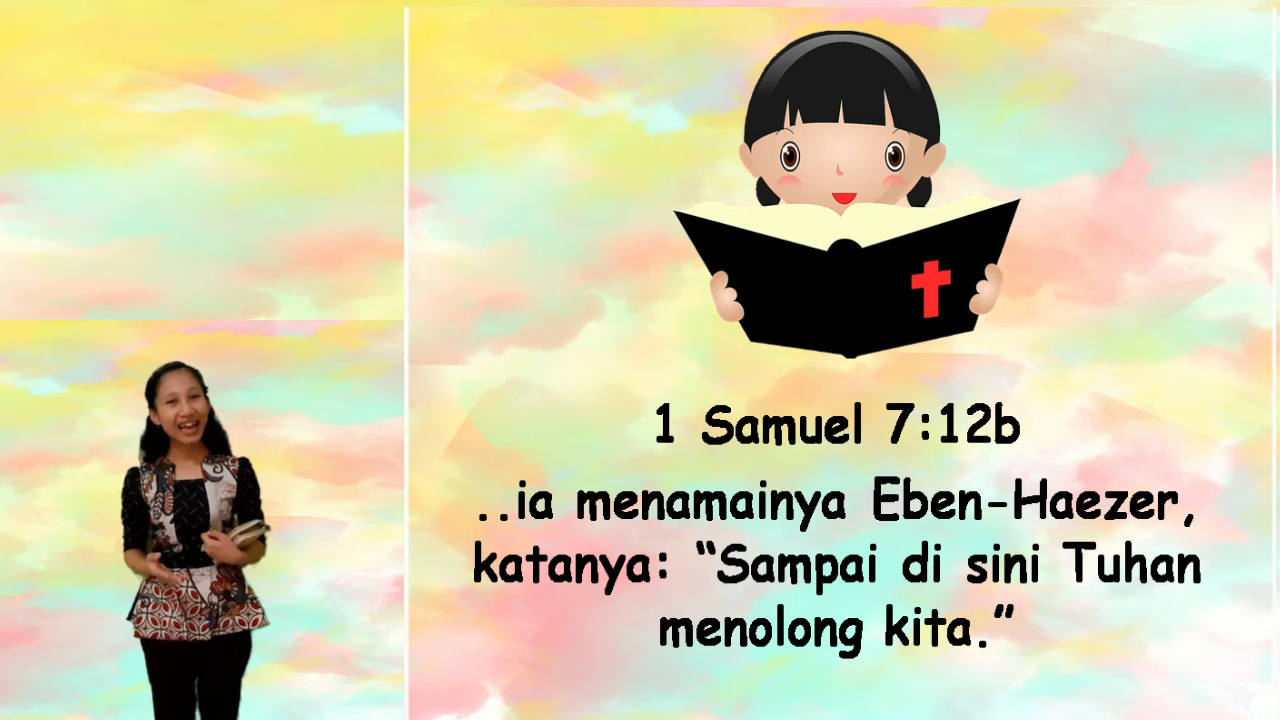 1 Samuel 7:12b
..ia menamainya Eben-Haezer,
katanya: “Sampai di sini Tuhan
menolong kita.”